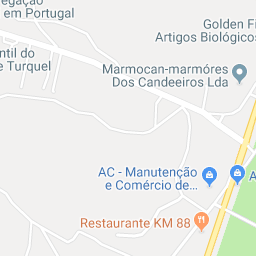 egação
em Portugal
Golden Fi
Artigos Biológicos
ntil do
e Turquel
Marmocan-marmóres
Dos Candeeiros Lda
AC - Manutenção
e Comércio de...
A
Restaurante KM 88